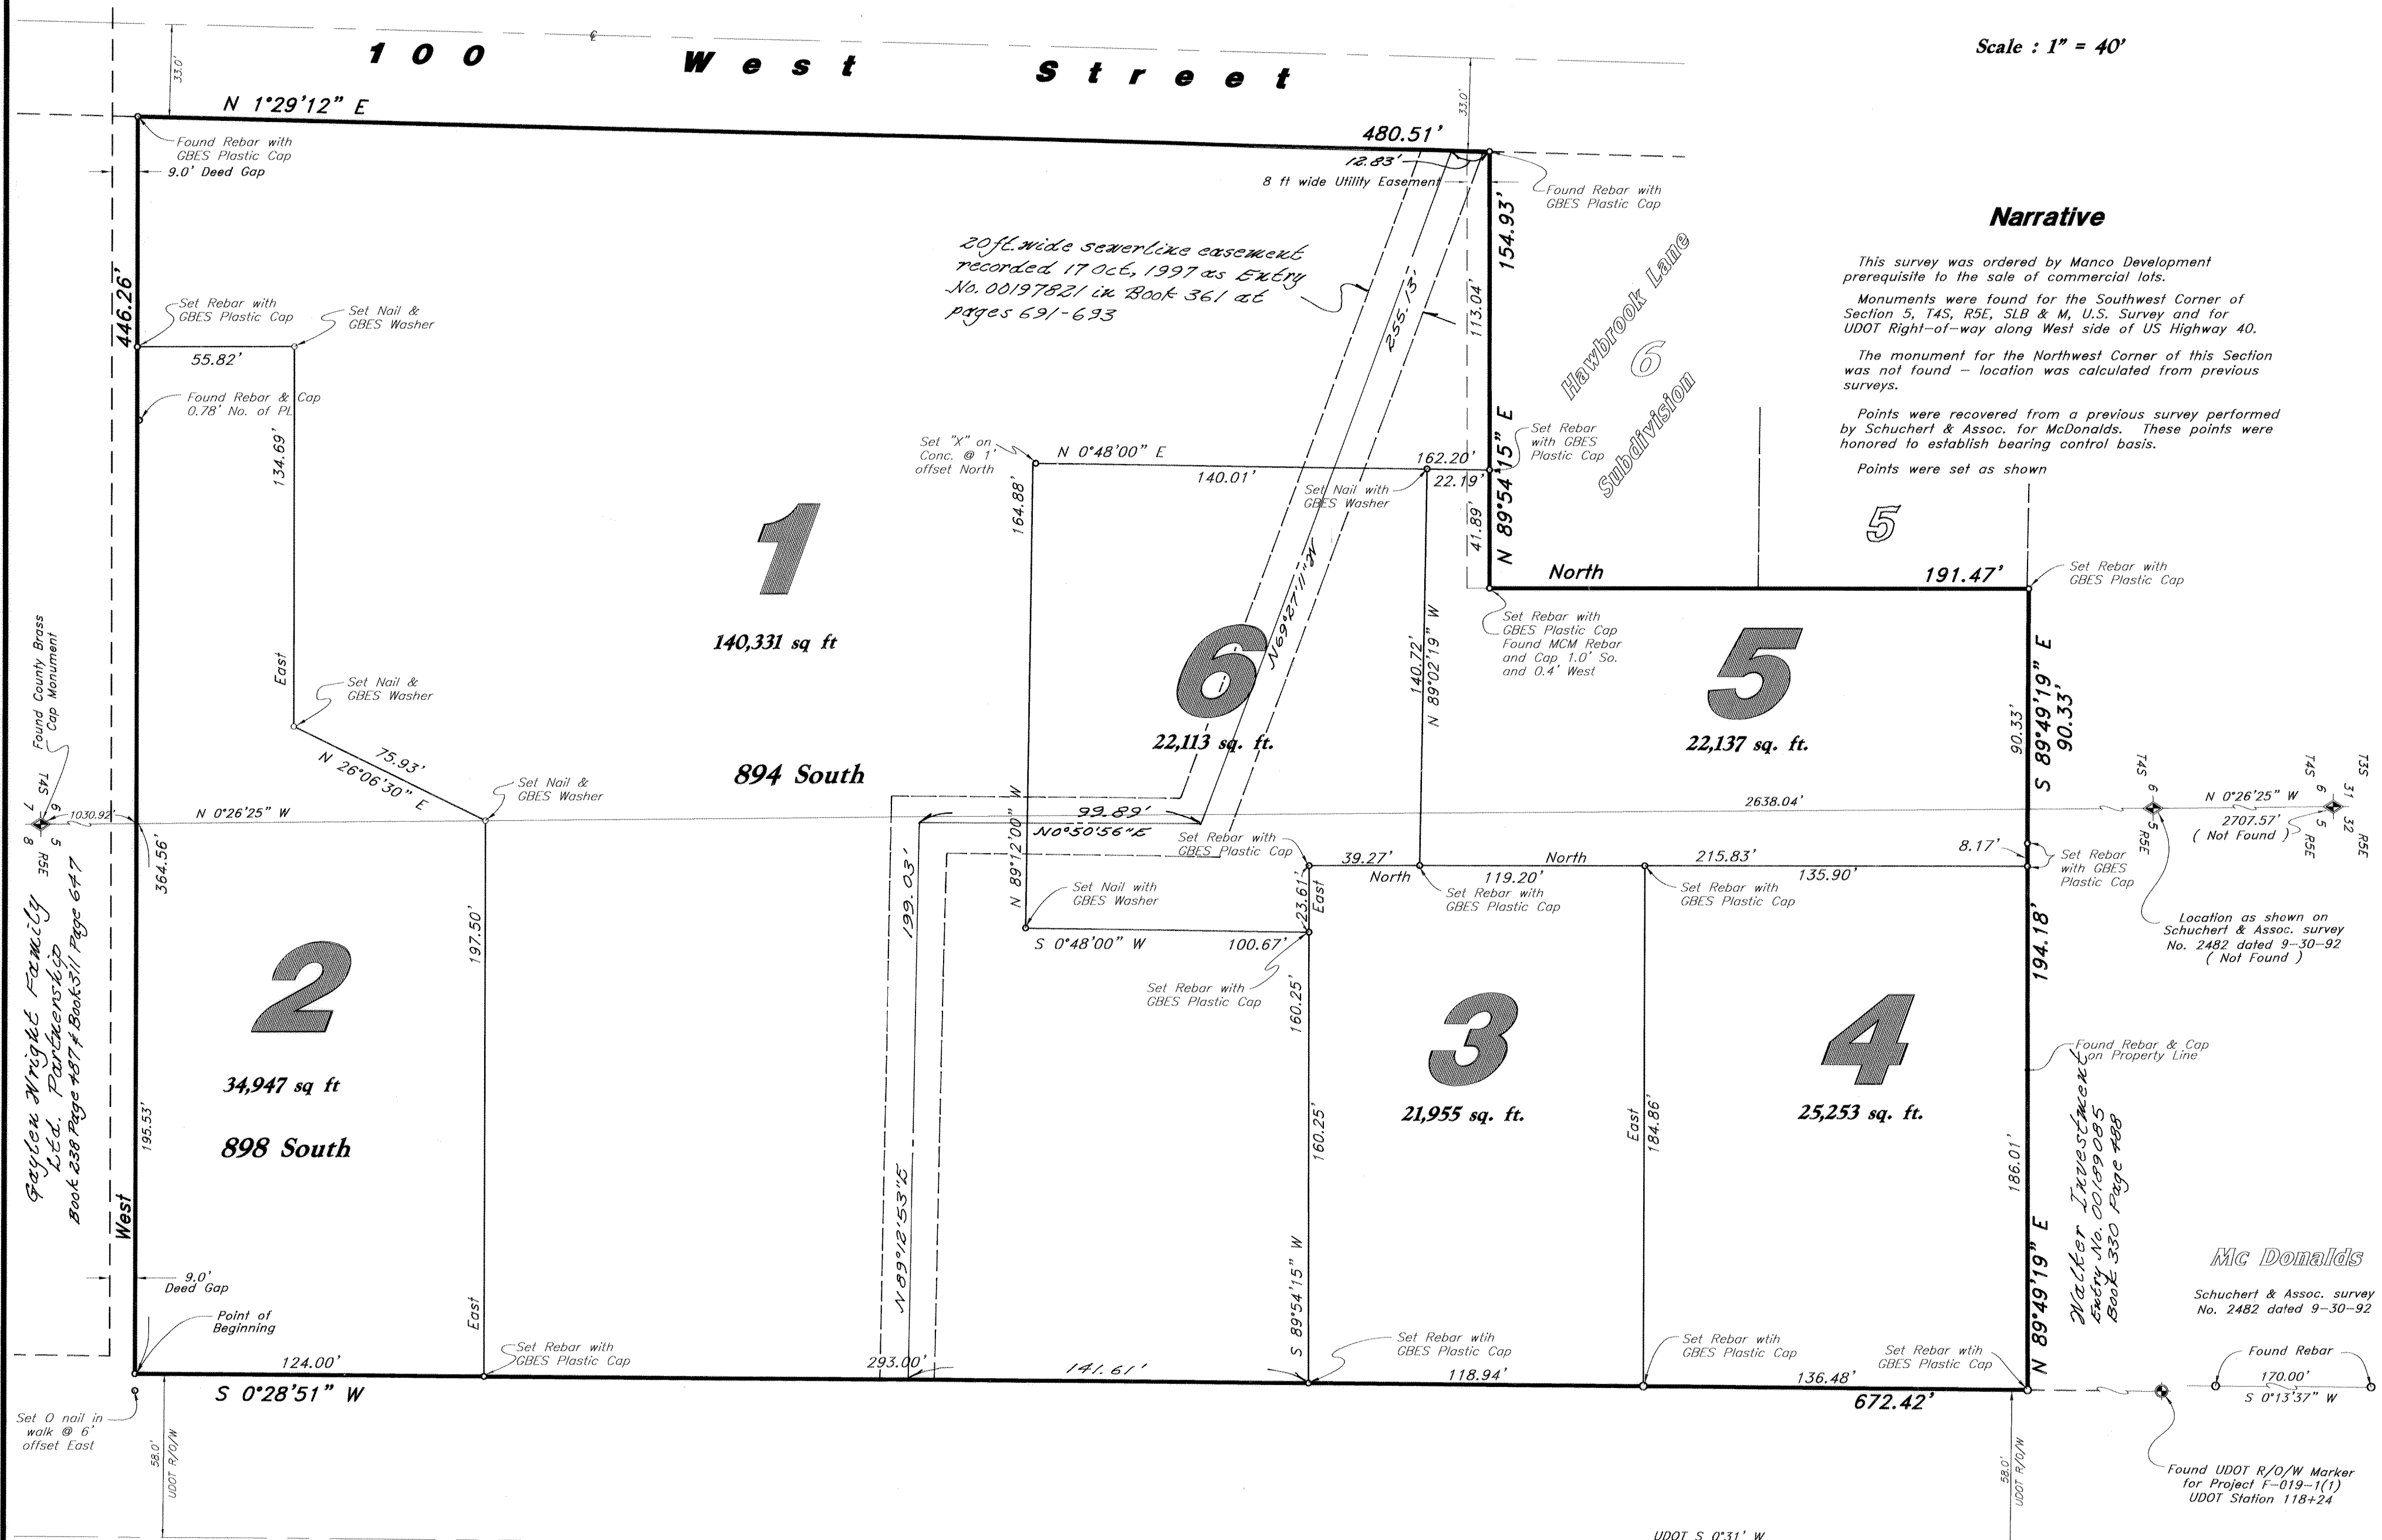 100 West Street
Scale : 1" = 40'
33.0'
33.0'
N 1°29'12" E
480.51'
12.83'
8 ft wide Utility Easement
Found Rebar with
GBES Plastic Cap
9.0' Deed Gap
Found Rebar with
GBES Plastic Cap
20ft. wide sewerline easement
recorded 17 Oct, 1997 as Entry
No. 00197821 in Book 361 at
pages 691-693
255.13'
113.04'
154.93'
Hawbrook Lane
6
Subdivision
Narrative
This survey was ordered by Manco Development
prerequisite to the sale of commercial lots.
Monuments were found for the Southwest Corner of
Section 5, T4S, R5E, SLB & M, U.S. Survey and for
UDOT Right-of-way along West side of US Highway 40.
The monument for the Northwest Corner of this Section
was not found – location was calculated from previous
surveys.
Points were recovered from a previous survey performed
by Schuchert & Assoc. for McDonalds. These points were
honored to establish bearing control basis.
Points were set as shown
446.26'
Set Rebar with
GBES Plastic Cap
Set Nail &
GBES Washer
55.82'
Found Rebar & Cap
0.78' No. of PL
134.69'
East
Set "X" on
Conc. @ 1'
offset North
N 0°48'00" E
162.20'
140.01'
22.19'
Set Nail with
GBES Washer
Set Rebar
with GBES
Plastic Cap
164.88'
41.89'
N 89°54'15" E
5
1
140,331 sq ft
894 South
6
22,113 sq. ft.
N69°27'11"W
140.72'
N 89°02'19" W
North
191.47'
Set Rebar with
GBES Plastic Cap
Set Rebar with
GBES Plastic Cap
Found MCM Rebar
and Cap 1.0' So.
and 0.4' West
5
22,137 sq. ft.
90.33'
S 89°49'19" E
90.33'
Set Nail &
GBES Washer
75.93'
N 26°06'30" E
Set Nail &
GBES Washer
Found County Brass
Cap Monument
T4S
7 6
8 5
R5E
1030.92'
N 0°26'25" W
364.56'
99.89'
N0°50'56"E
N 89°12'00" W
199.03'
2638.04'
T4S 6
5 R5E
N 0°26'25" W
2707.57'
( Not Found )
T4S 6
5 R5E
T3S 31
32 R5E
Set Rebar with
GBES Plastic Cap
39.27'
North
North
215.83'
119.20'
135.90'
8.17'
Set Rebar
with GBES
Plastic Cap
23.61'
East
Set Rebar with
GBES Plastic Cap
Set Rebar with
GBES Plastic Cap
Set Nail with
GBES Washer
S 0°48'00" W
100.67'
Set Rebar with
GBES Plastic Cap
Location as shown on
Schuchert & Assoc. survey
No. 2482 dated 9-30-92
( Not Found )
Gaylen Wright Family
Ltd. Partnership
Book 238 Page 487 & Book 311 Page 647
197.50'
East
2
34,947 sq ft
898 South
195.53'
West
160.25'
160.25'
S 89°54'15" W
3
21,955 sq. ft.
East
184.86'
4
25,253 sq. ft.
194.18'
186.01'
N 89°49'19" E
Found Rebar & Cap
on Property Line
Walker Investment
Entry No. 00189085
Book 330 Page 488
Mc Donalds
Schuchert & Assoc. survey
No. 2482 dated 9-30-92
N89°12'53"E
9.0'
Deed Gap
Point of
Beginning
124.00'
S 0°28'51" W
Set Rebar with
GBES Plastic Cap
293.00'
141.61'
Set Rebar wtih
GBES Plastic Cap
118.94'
Set Rebar wtih
GBES Plastic Cap
136.48'
Set Rebar wtih
GBES Plastic Cap
672.42'
Found Rebar
170.00'
S 0°13'37" W
Set O nail in
walk @ 6'
offset East
58.0'
UDOT R/O/W
58.0'
UDOT R/O/W
Found UDOT R/O/W Marker
for Project F-019-1(1)
UDOT Station 118+24
UDOT S 0°31' W